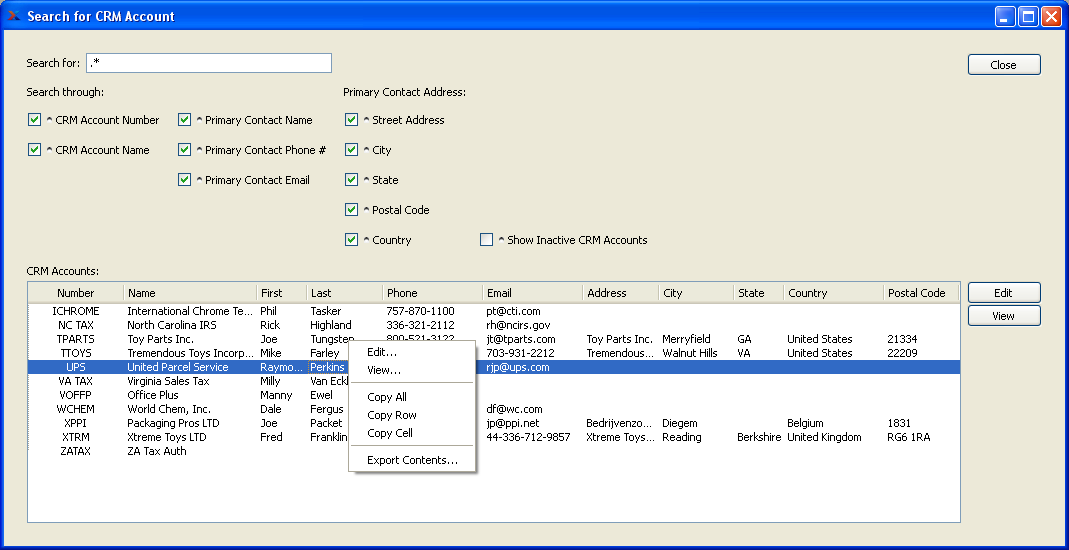 Search for CRM Account
Search for: .* Close
Search through: Primary Contact Address:
CRM Account Number Primary Contact Name Street Address
CRM Account Name Primary Contact Phone # City
Primary Contact Email State
Postal Code
Country Show Inactive CRM Accounts
CRM Accounts:
Number Name First Last Phone Email Address City State Country Postal Code Edit
ICHROME International Chrome Te... Phil Tasker 757-870-1100 pt@cti.com View
NC TAX North Carolina IRS Rick Highland 336-321-2112 rh@ncirs.gov
TPARTS Toy Parts Inc. Joe Tungsten 800-521-3122 jt@tparts.com Toy Parts Inc. Merryfield GA United States 21334
TTOYS Tremendous Toys Incorp... Mike Farley 703-931-2212 Tremendous... Walnut Hills VA United States 22209
UPS United Parcel Service Raymo... Perkins rjp@ups.com
VA TAX Virginia Sales Tax Milly Van Eckl
VOFFP Office Plus Manny Ewel
WCHEM World Chem, Inc. Dale Fergus df@wc.com
XPPI Packaging Pros LTD Joe Packet jp@ppi.net Bedrijvenzo... Diegem Belgium 1831
XTRM Xtreme Toys LTD Fred Franklin 44-336-712-9857 Xtreme Toys... Reading Berkshire United Kingdom RG6 1RA
ZATAX ZA Tax Auth
Edit...
View...
Copy All
Copy Row
Copy Cell
Export Contents...